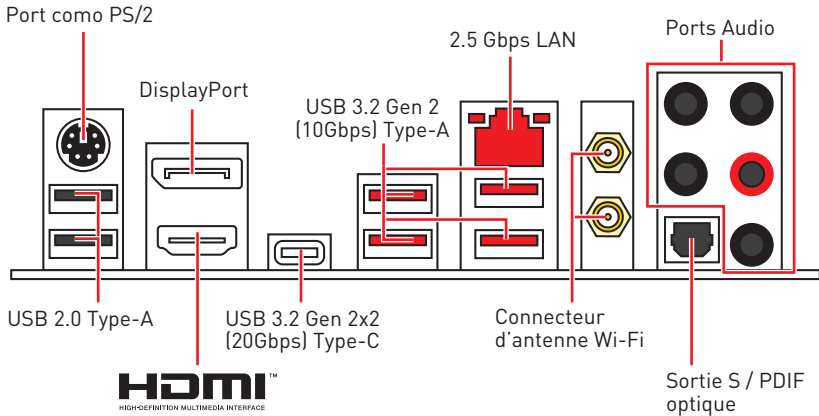 Port como PS/2
2.5 Gbps LAN
Ports Audio
DisplayPort
USB 3.2 Gen 2
(10Gbps) Type-A
USB 2.0 Type-A
USB 3.2 Gen 2x2
(20Gbps) Type-C
Connecteur
d'antenne Wi-Fi
HDMI™
HIGH-DEFINITION MULTIMEDIA INTERFACE
Sortie S / PDIF
optique